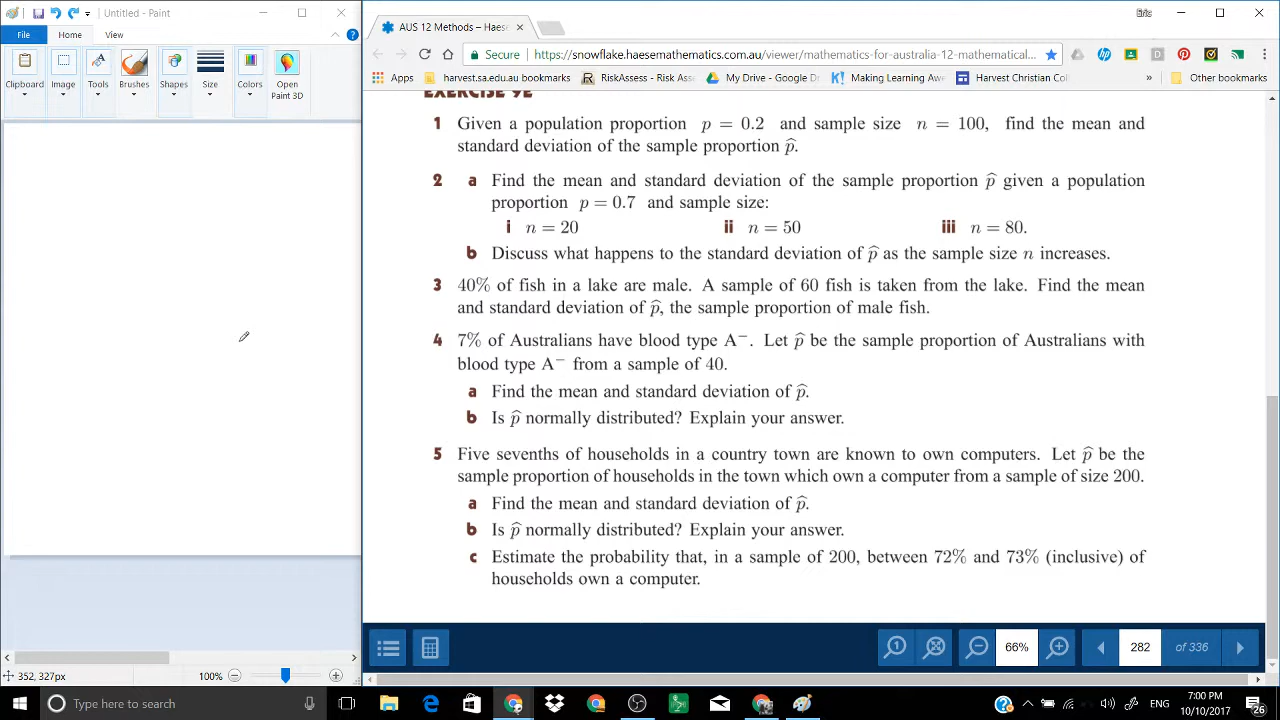 Untitled - Paint
File Home View
Clipboard Image Tools Brushes Shapes Size Colors Open Paint 3D
352, 327px 100%
AUS 12 Methods - Haese
Secure https://snowflake.haesemathematics.com.au/viewer/mathematics-for-australia-12-mathematical...
Apps harvest.sa.edu.au bookmarks RiskAssess - Risk Ass Google Drive Making Learning Awe Harvest Christian Co » Other bookmarks
EXERCISE 9E
1 Given a population proportion p = 0.2 and sample size n = 100, find the mean and
standard deviation of the sample proportion p̂.
2 a Find the mean and standard deviation of the sample proportion p̂ given a population
proportion p = 0.7 and sample size:
i n = 20 ii n = 50 iii n = 80.
b Discuss what happens to the standard deviation of p̂ as the sample size n increases.
3 40% of fish in a lake are male. A sample of 60 fish is taken from the lake. Find the mean
and standard deviation of p̂, the sample proportion of male fish.
4 7% of Australians have blood type A⁻. Let p̂ be the sample proportion of Australians with
blood type A⁻ from a sample of 40.
a Find the mean and standard deviation of p̂.
b Is p̂ normally distributed? Explain your answer.
5 Five sevenths of households in a country town are known to own computers. Let p̂ be the
sample proportion of households in the town which own a computer from a sample of size 200.
a Find the mean and standard deviation of p̂.
b Is p̂ normally distributed? Explain your answer.
c Estimate the probability that, in a sample of 200, between 72% and 73% (inclusive) of
households own a computer.
66% 282 of 336
Type here to search
ENG 7:00 PM
10/10/2017 26